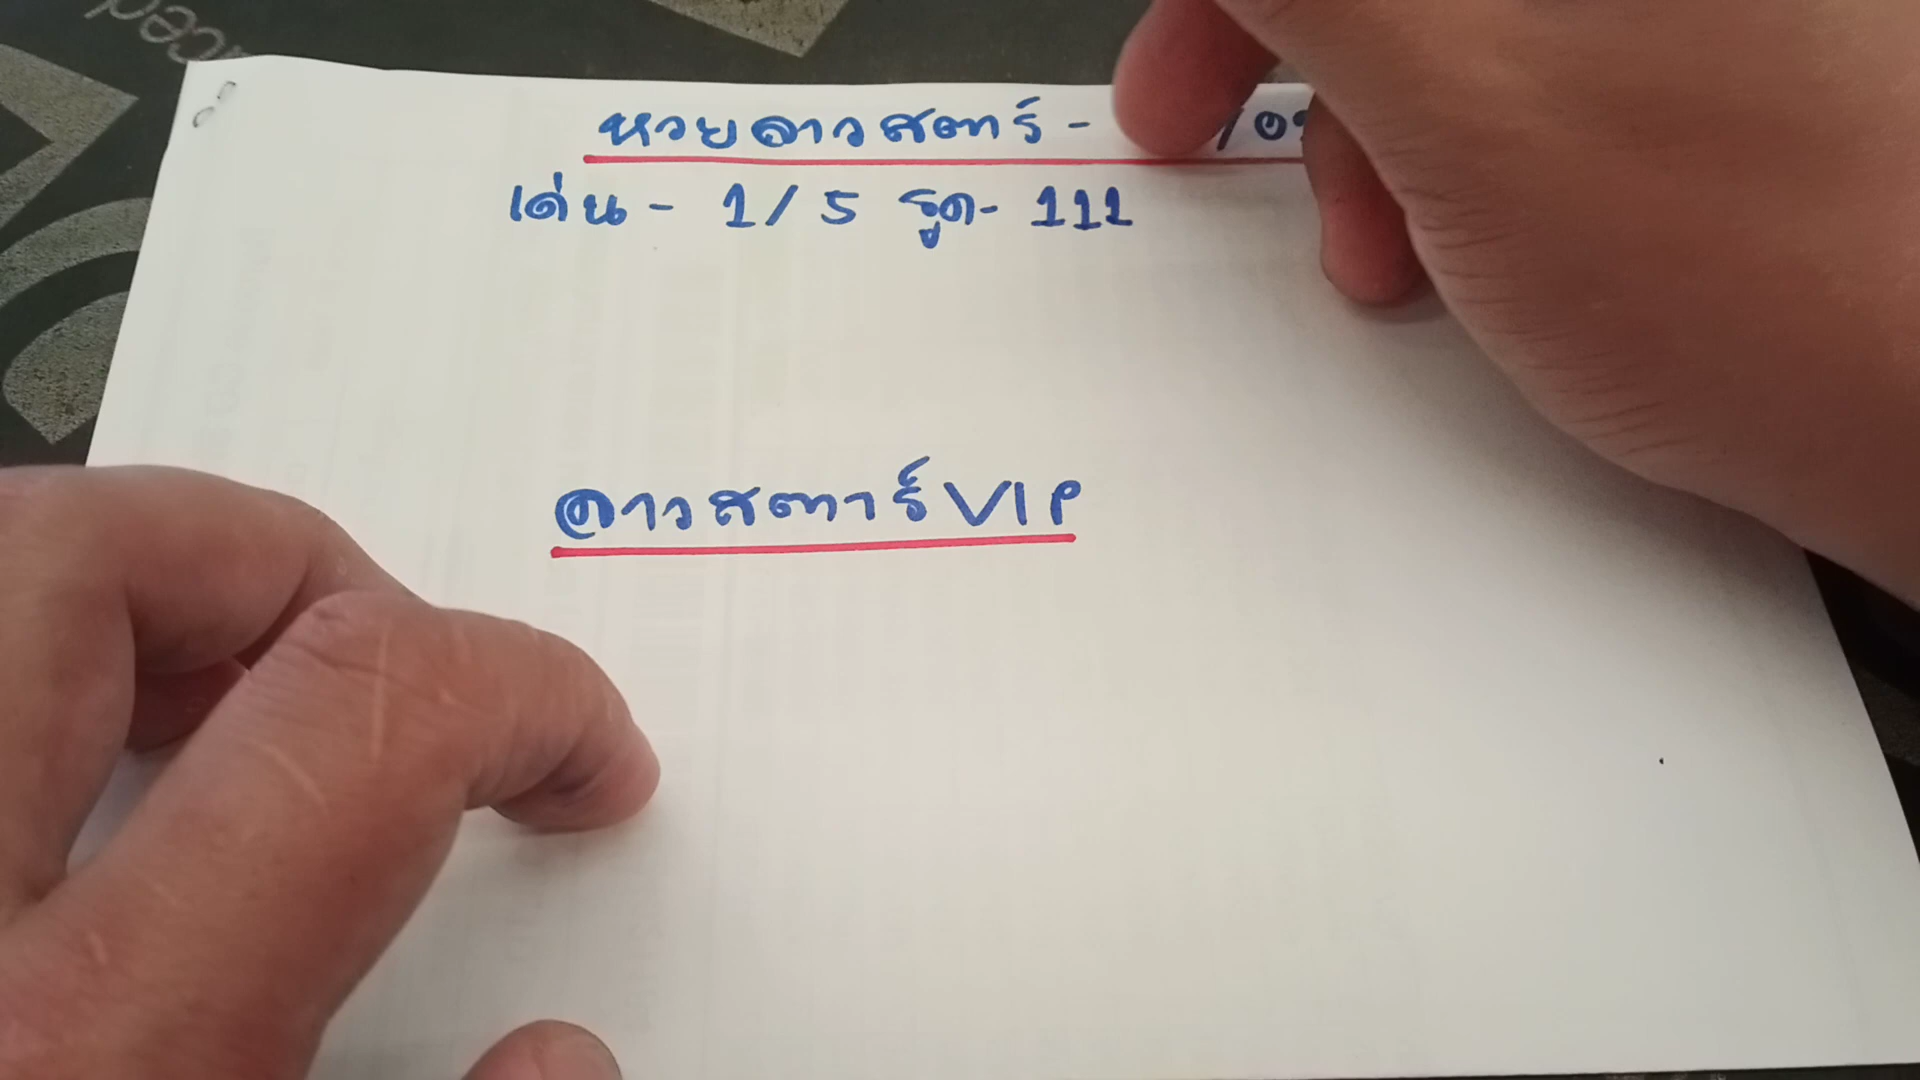 หวยลาวสตาร์ - /09
เด่น - 1/5 รูด- 111
ลาวสตาร์ VIP